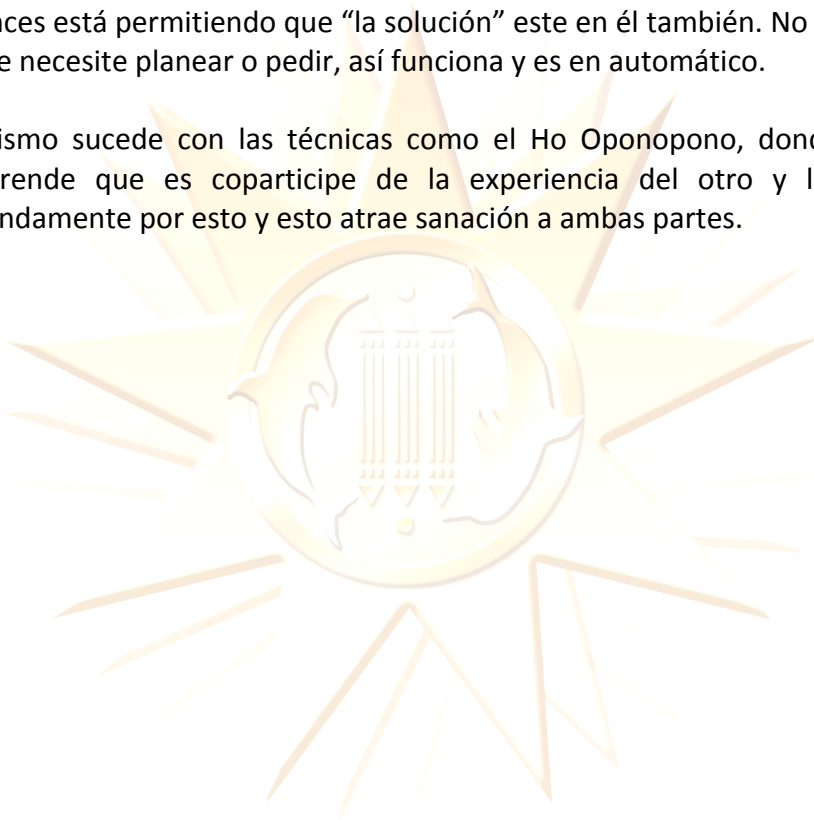 nces está permitiendo que “la solución” este en él también. No
e necesite planear o pedir, así funciona y es en automático.
ismo sucede con las técnicas como el Ho Oponopono, dond
rende que es coparticipe de la experiencia del otro y l
ndamente por esto y esto atrae sanación a ambas partes.